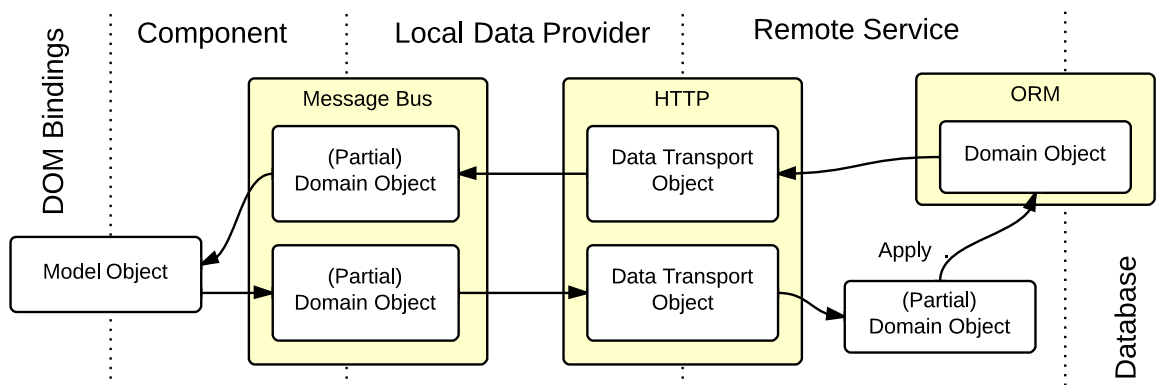 Component
Local Data Provider
Remote Service
DOM Bindings
Message Bus
HTTP
ORM
(Partial)
Domain Object
Data Transport
Object
Domain Object
Model Object
Apply
(Partial)
Domain Object
Data Transport
Object
(Partial)
Domain Object
Database